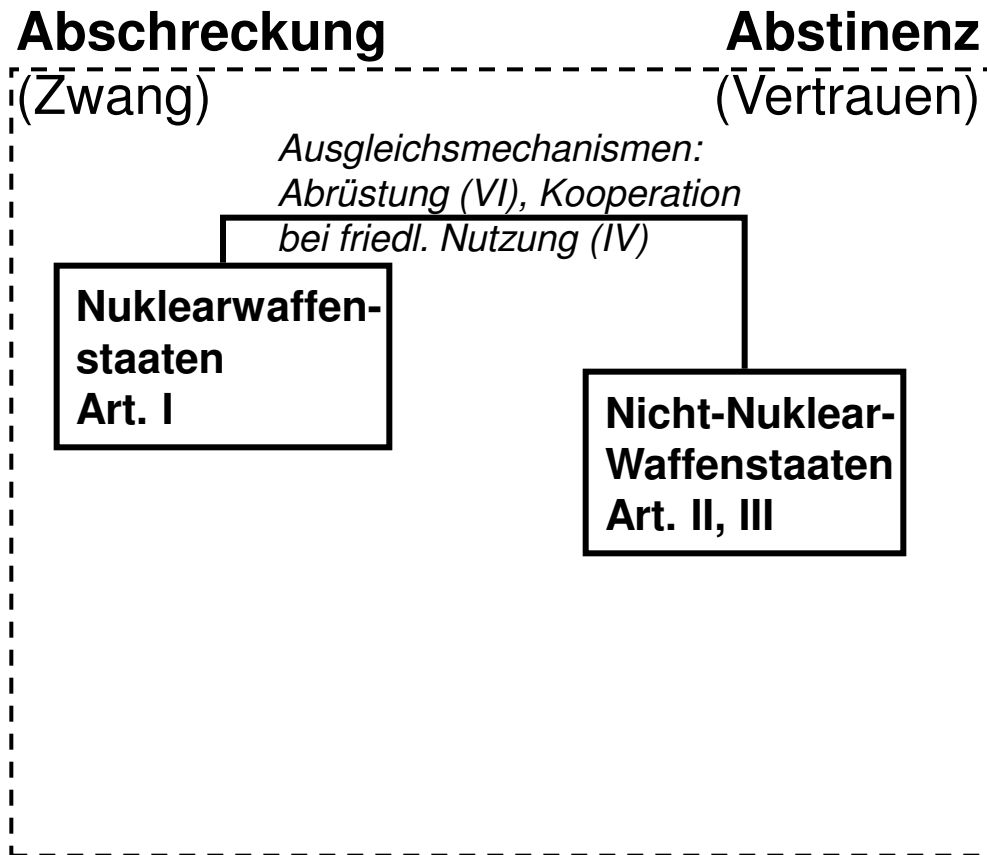 Abschreckung Abstinenz
(Zwang) (Vertrauen)
Ausgleichsmechanismen:
Abrüstung (VI), Kooperation
bei friedl. Nutzung (IV)
Nuklearwaffen-
staaten
Art. I
Nicht-Nuklear-
Waffenstaaten
Art. II, III